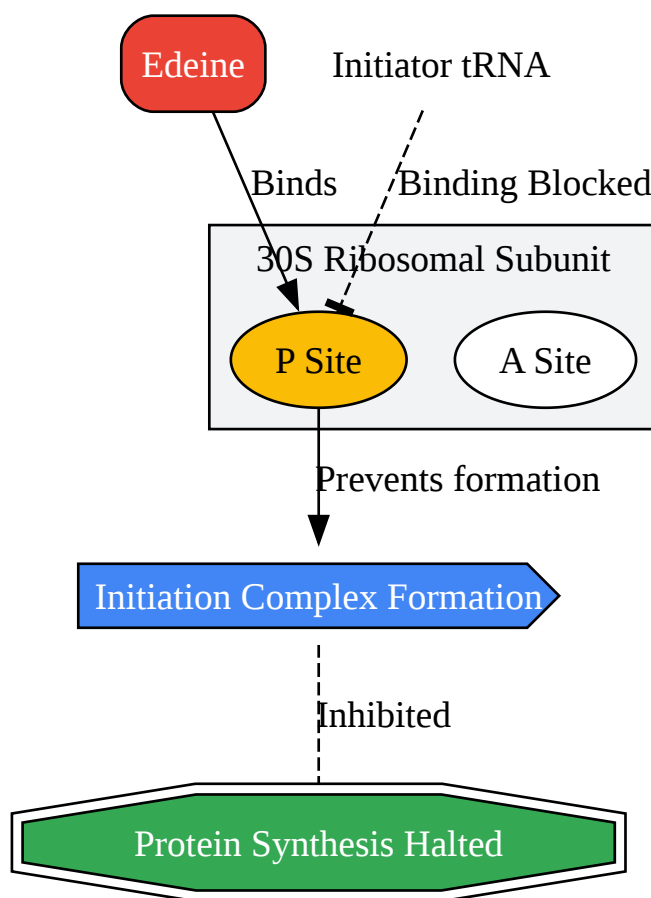 Edeine
Initiator tRNA
Binds
Binding Blocked
30S Ribosomal Subunit
P Site
A Site
Prevents formation
Initiation Complex Formation
Inhibited
Protein Synthesis Halted